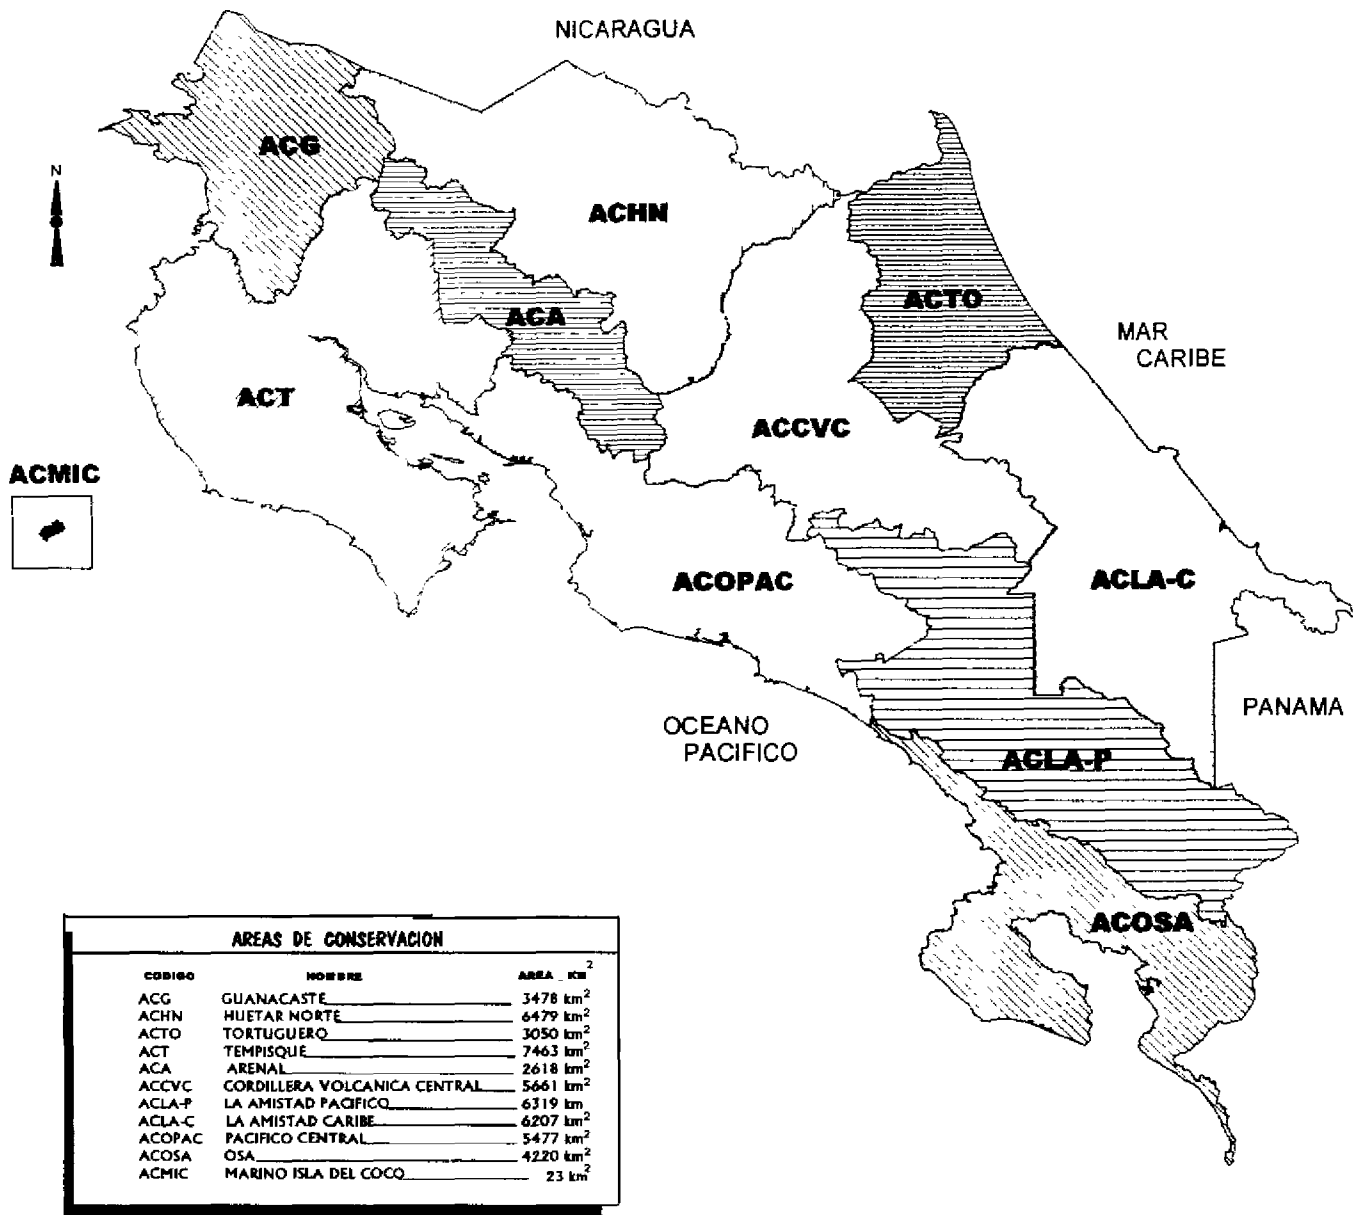 NICARAGUA
ACG
N
ACHN
ACTO
ACA
MAR
CARIBE
ACT
ACCVC
ACMIC
ACOPAC
ACLA-C
PANAMA
OCEANO
PACIFICO
ACLA-P
ACOSA
AREAS DE CONSERVACION
CODIGO NOMBRE AREA KM²
ACG GUANACASTE 3478 km²
ACHN HUETAR NORTE 6479 km²
ACTO TORTUGUERO 3050 km²
ACT TEMPISQUE 7463 km²
ACA ARENAL 2618 km²
ACCVC CORDILLERA VOLCANICA CENTRAL 5661 km²
ACLA-P LA AMISTAD PACIFICO 6319 km
ACLA-C LA AMISTAD CARIBE 6207 km²
ACOPAC PACIFICO CENTRAL 5477 km²
ACOSA OSA 4220 km²
ACMIC MARINO ISLA DEL COCO 23 km²